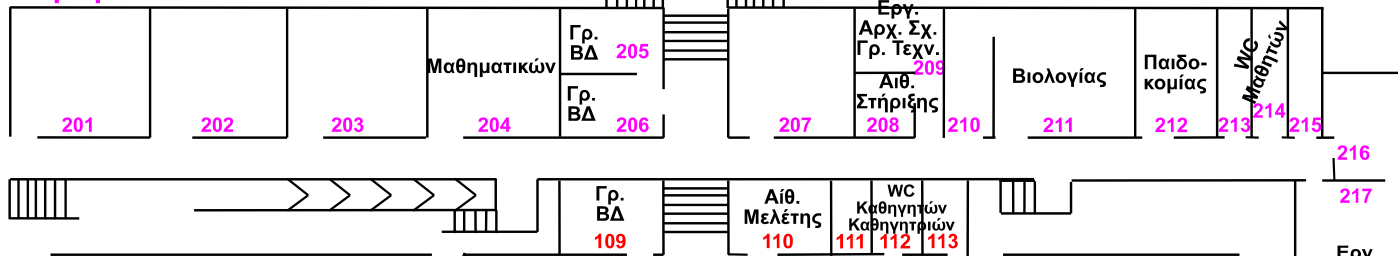 Εργ.
Αρχ. Σχ.
Γρ. Τεχν.
209
Γρ.
ΒΔ
205
Μαθηματικών
Γρ.
ΒΔ
206
Αιθ.
Στήριξης
208
Βιολογίας
Παιδο-
κομίας
WC
Μαθητών
201
202
203
204
207
210
211
212
213
214
215
216
217
Γρ.
ΒΔ
109
Αίθ.
Μελέτης
110
WC
Καθηγητών
Καθηγητριών
111
112
113
Εργ